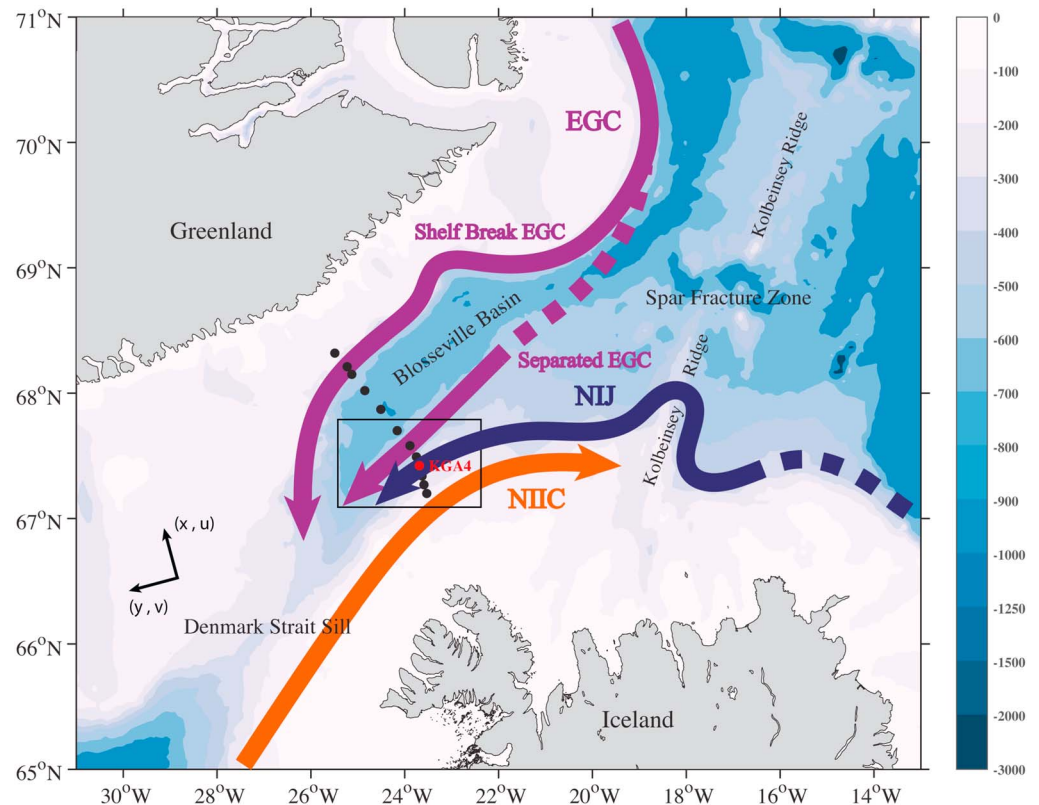 71°N
70°N
69°N
68°N
67°N
66°N
65°N
30°W
28°W
26°W
24°W
22°W
20°W
18°W
16°W
14°W
0
-100
-200
-300
-400
-500
-600
-700
-800
-1000
-1250
-1500
-2000
-3000
EGC
Kolbeinsey Ridge
Greenland
Shelf Break EGC
Spar Fracture Zone
Blosseville Basin
Separated EGC
Kolbeinsey Ridge
NIJ
KGA4
NIIC
(x , u)
(y , v)
Denmark Strait Sill
Iceland